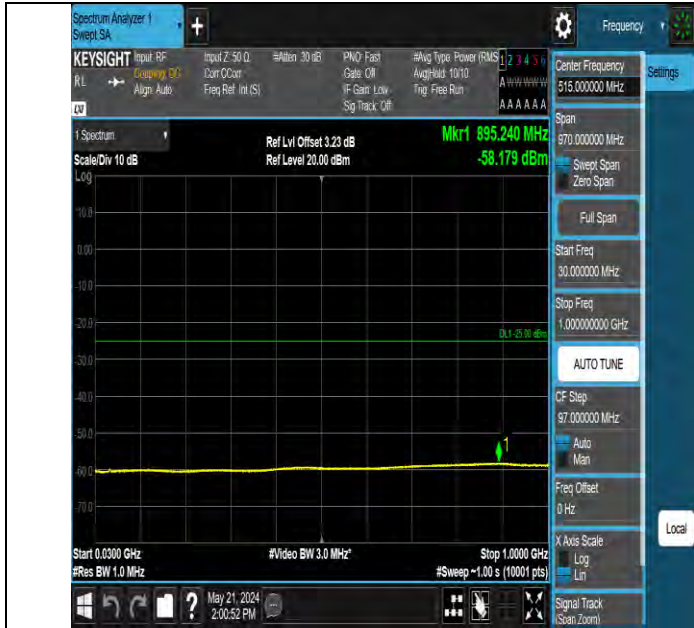 Spectrum Analyzer 1
Swept SA
+
Frequency
KEYSIGHT
RL
Input: RF
Coupling: DC
Align: Auto
Input Z: 50 Ω
Corr CCorr
Freq Ref: Int (S)
#Atten: 30 dB
PNO: Fast
Gate: Off
IF Gain: Low
Sig Track: Off
#Avg Type: Power (RMS
Avg|Hold: 10/10
Trig: Free Run
1 2 3 4 5 6
A W W W W W
A A A A A A
LXI
1 Spectrum
Scale/Div 10 dB
Ref Lvl Offset 3.23 dB
Ref Level 20.00 dBm
Mkr1 895.240 MHz
-58.179 dBm
Log
10.0
0.00
-10.0
-20.0
DL1 -25.00 dBm
-30.0
-40.0
-50.0
1
-60.0
-70.0
Start 0.0300 GHz
#Res BW 1.0 MHz
#Video BW 3.0 MHz*
Stop 1.0000 GHz
#Sweep ~1.00 s (10001 pts)
?
May 21, 2024
2:00:52 PM
Center Frequency
515.000000 MHz
Settings
Span
970.000000 MHz
Swept Span
Zero Span
Full Span
Start Freq
30.000000 MHz
Stop Freq
1.000000000 GHz
AUTO TUNE
CF Step
97.000000 MHz
Auto
Man
Freq Offset
0 Hz
X Axis Scale
Log
Lin
Signal Track
(Span Zoom)
Local